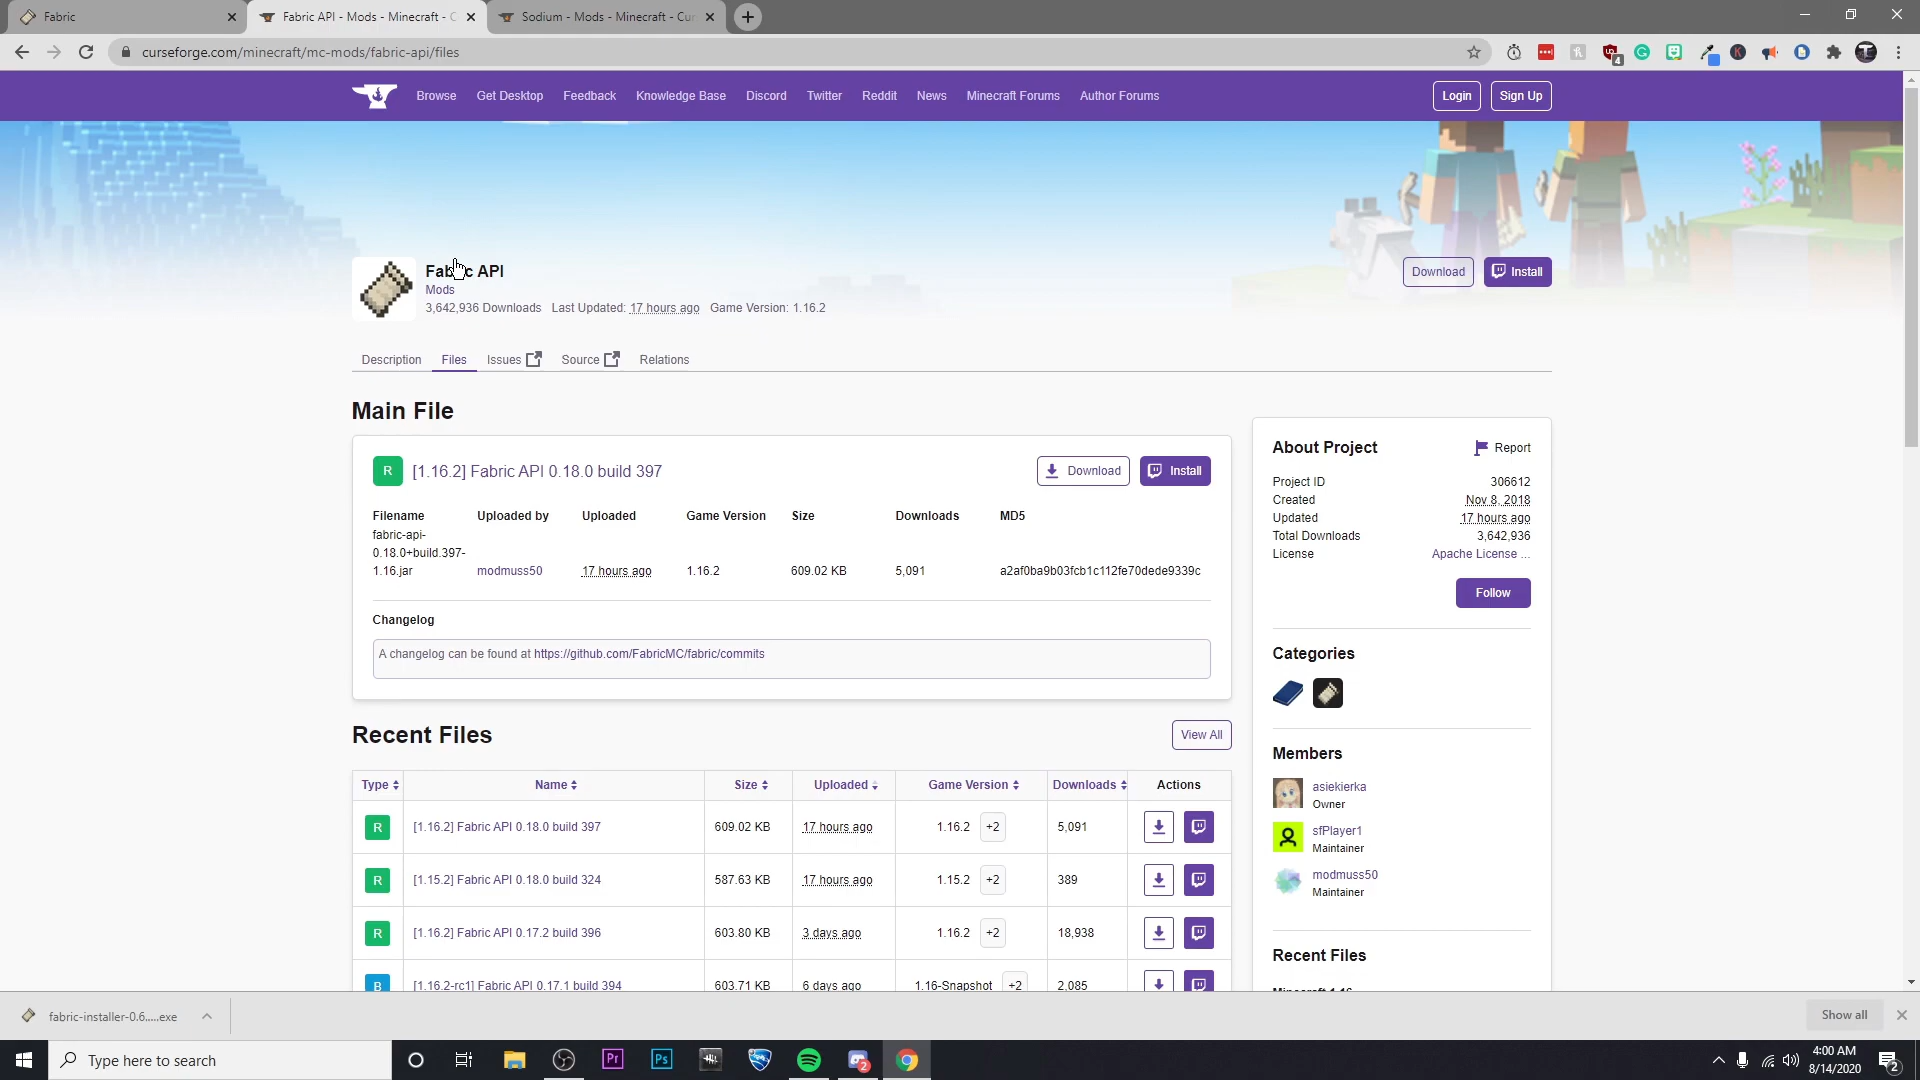 Fabric
Fabric API - Mods - Minecraft - C
Sodium - Mods - Minecraft - Cur
curseforge.com/minecraft/mc-mods/fabric-api/files
4
Browse Get Desktop Feedback Knowledge Base Discord Twitter Reddit News Minecraft Forums Author Forums Login Sign Up
Fabric API
Mods
3,642,936 Downloads Last Updated: 17 hours ago Game Version: 1.16.2
Download Install
Description Files Issues Source Relations
Main File
R [1.16.2] Fabric API 0.18.0 build 397 Download Install
Filename Uploaded by Uploaded Game Version Size Downloads MD5
fabric-api-
0.18.0+build.397-
1.16.jar modmuss50 17 hours ago 1.16.2 609.02 KB 5,091 a2af0ba9b03fcb1c112fe70dede9339c
Changelog
A changelog can be found at https://github.com/FabricMC/fabric/commits
Recent Files View All
Type Name Size Uploaded Game Version Downloads Actions
R [1.16.2] Fabric API 0.18.0 build 397 609.02 KB 17 hours ago 1.16.2 +2 5,091
R [1.15.2] Fabric API 0.18.0 build 324 587.63 KB 17 hours ago 1.15.2 +2 389
R [1.16.2] Fabric API 0.17.2 build 396 603.80 KB 3 days ago 1.16.2 +2 18,938
B [1.16.2-rc1] Fabric API 0.17.1 build 394 603.71 KB 6 days ago 1.16-Snapshot +2 2,085
About Project Report
Project ID 306612
Created Nov 8, 2018
Updated 17 hours ago
Total Downloads 3,642,936
License Apache License ...
Follow
Categories
Members
asiekierka
Owner
sfPlayer1
Maintainer
modmuss50
Maintainer
Recent Files
Minecraft 1.16
fabric-installer-0.6.....exe Show all
Type here to search
Pr Ps 2
4:00 AM
8/14/2020
2